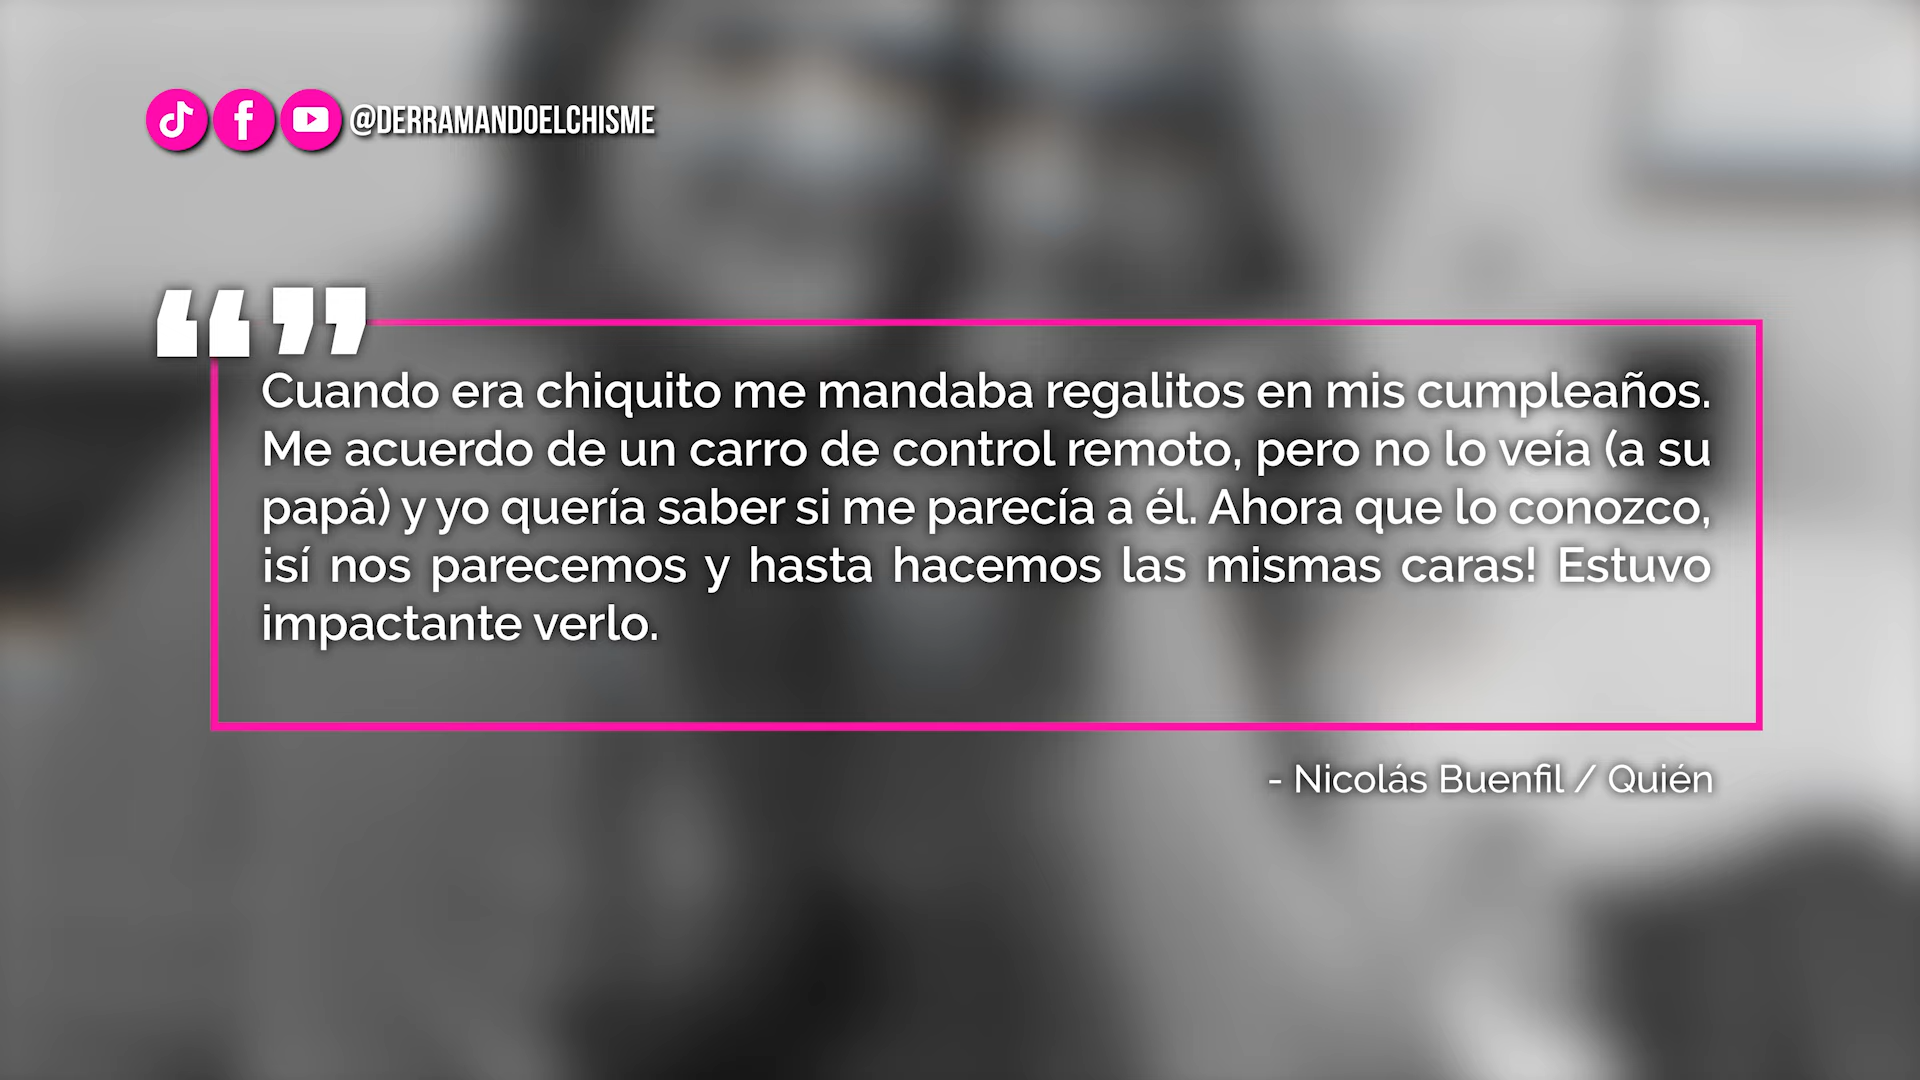 @DERRAMANDOELCHISME
“ ”
Cuando era chiquito me mandaba regalitos en mis cumpleaños.
Me acuerdo de un carro de control remoto, pero no lo veía (a su
papá) y yo quería saber si me parecía a él. Ahora que lo conozco,
¡sí nos parecemos y hasta hacemos las mismas caras! Estuvo
impactante verlo.
- Nicolás Buenfil / Quién